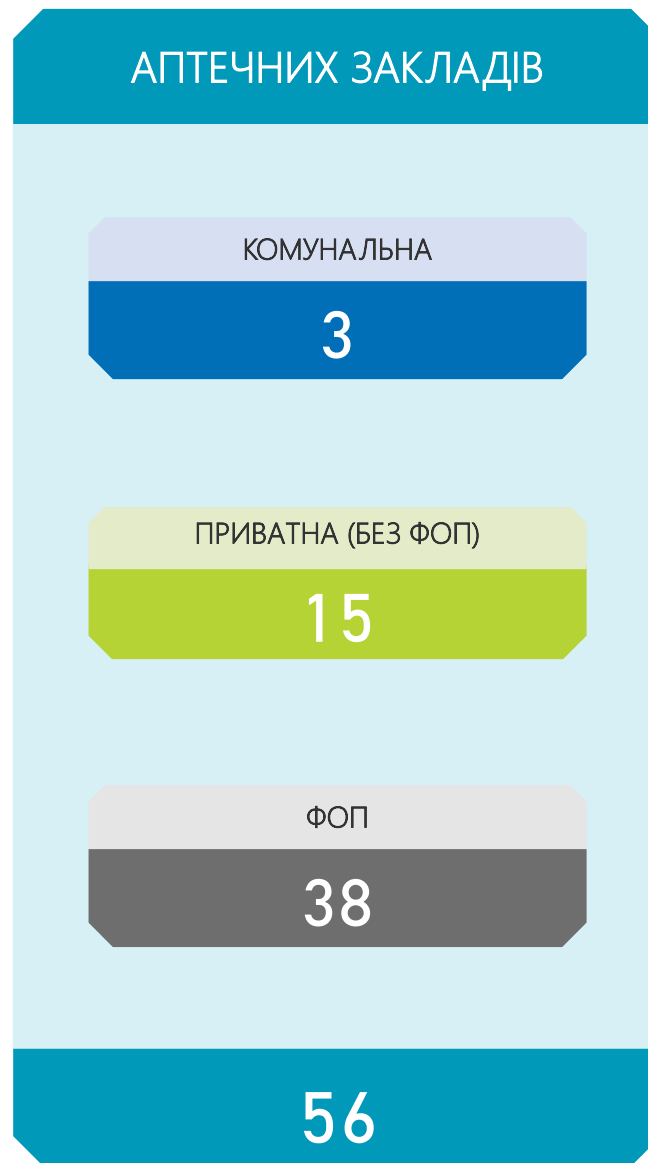 АПТЕЧНИХ ЗАКЛАДІВ
КОМУНАЛЬНА
3
ПРИВАТНА (БЕЗ ФОП)
15
ФОП
38
56